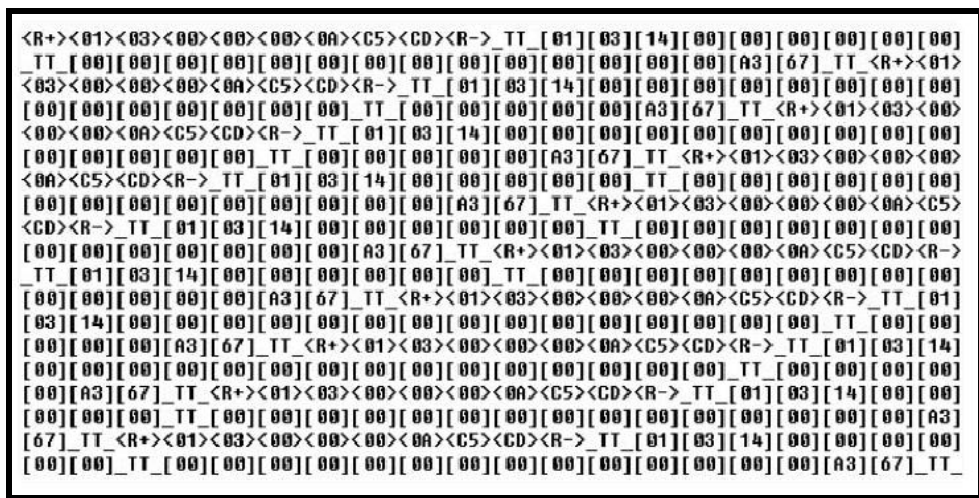 <R+><01><03><00><00><00><0A><C5><CD><R->_TT_[01][03][14][00][00][00][00][00][00]
_TT_[00][00][00][00][00][00][00][00][00][00][00][00][00][00][A3][67]_TT_<R+><01>
<03><00><00><00><0A><C5><CD><R->_TT_[01][03][14][00][00][00][00][00][00][00][00]
[00][00][00][00][00][00][00]_TT_[00][00][00][00][00][A3][67]_TT_<R+><01><03><00>
<00><00><0A><C5><CD><R->_TT_[01][03][14][00][00][00][00][00][00][00][00][00][00]
[00][00][00][00][00]_TT_[00][00][00][00][00][A3][67]_TT_<R+><01><03><00><00><00>
<0A><C5><CD><R->_TT_[01][03][14][00][00][00][00][00]_TT_[00][00][00][00][00][00]
[00][00][00][00][00][00][00][00][00][A3][67]_TT_<R+><01><03><00><00><00><0A><C5>
<CD><R->_TT_[01][03][14][00][00][00][00][00][00]_TT_[00][00][00][00][00][00][00]
[00][00][00][00][00][00][00][A3][67]_TT_<R+><01><03><00><00><00><0A><C5><CD><R->
_TT_[01][03][14][00][00][00][00][00][00]_TT_[00][00][00][00][00][00][00][00][00]
[00][00][00][00][00][A3][67]_TT_<R+><01><03><00><00><00><0A><C5><CD><R->_TT_[01]
[03][14][00][00][00][00][00][00][00][00][00][00][00][00][00][00][00]_TT_[00][00]
[00][00][00][A3][67]_TT_<R+><01><03><00><00><00><0A><C5><CD><R->_TT_[01][03][14]
[00][00][00][00][00][00][00][00][00][00][00][00][00][00][00]_TT_[00][00][00][00]
[00][A3][67]_TT_<R+><01><03><00><00><00><0A><C5><CD><R->_TT_[01][03][14][00][00]
[00][00][00]_TT_[00][00][00][00][00][00][00][00][00][00][00][00][00][00][00][A3]
[67]_TT_<R+><01><03><00><00><00><0A><C5><CD><R->_TT_[01][03][14][00][00][00][00]
[00][00]_TT_[00][00][00][00][00][00][00][00][00][00][00][00][00][00][A3][67]_TT_